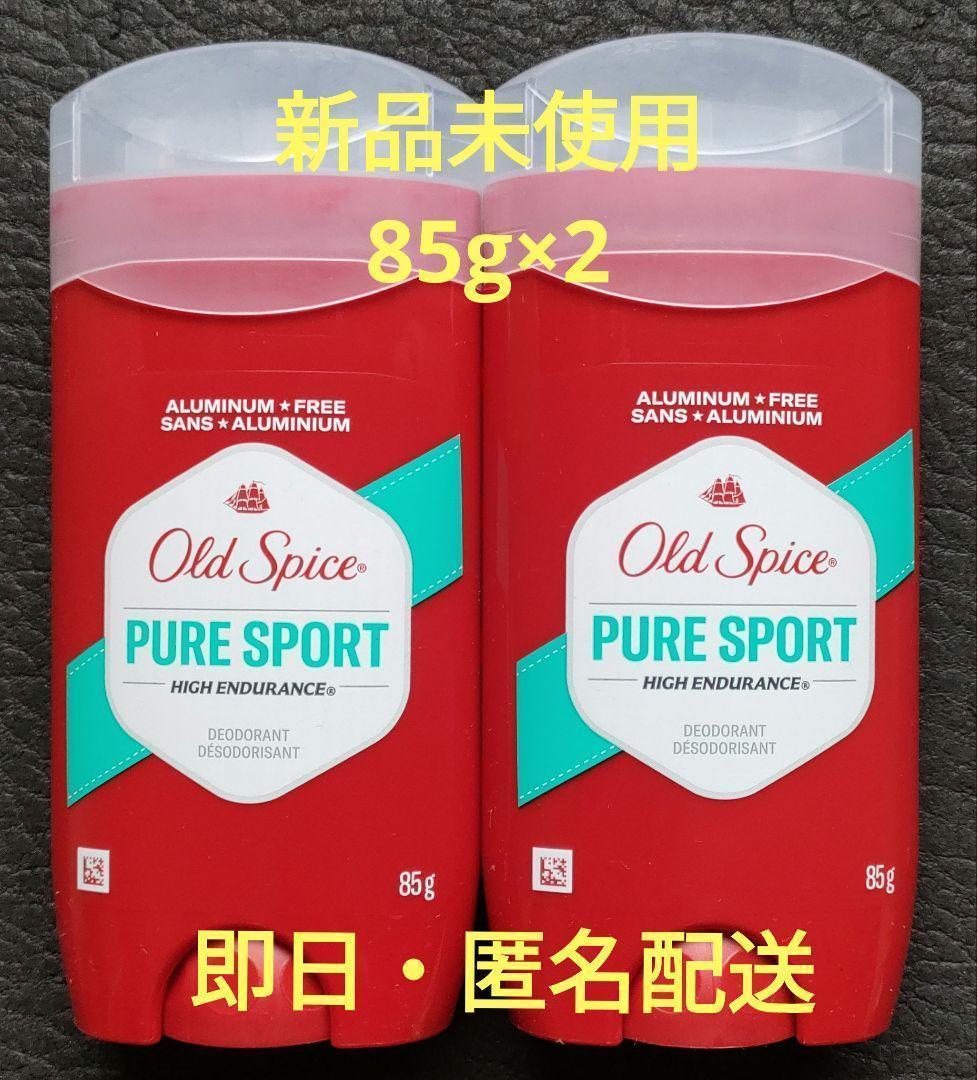 新品未使用
85g×2
ALUMINUM★FREE
SANS★ALUMINIUM
Old Spice®
PURE SPORT
HIGH ENDURANCE®
DEODORANT
DÉSODORISANT
85g
ALUMINUM★FREE
SANS★ALUMINIUM
Old Spice®
PURE SPORT
HIGH ENDURANCE®
DEODORANT
DÉSODORISANT
85g
即日・匿名配送